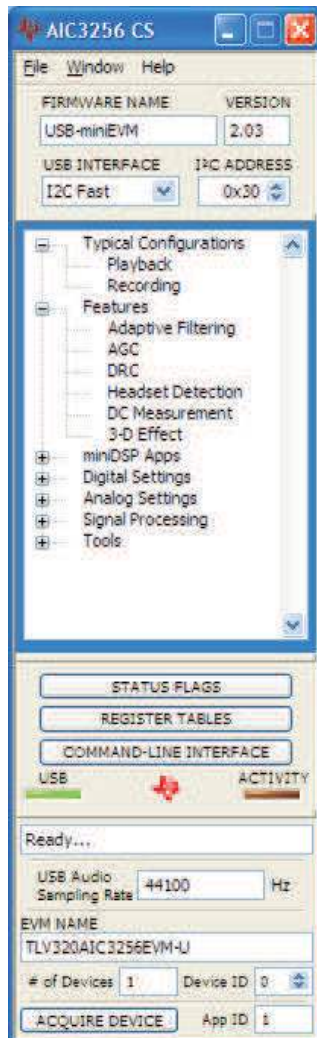 AIC3256 CS
File Window Help
FIRMWARE NAME VERSION
USB-miniEVM 2.03
USB INTERFACE I²C ADDRESS
I2C Fast 0x30
Typical Configurations
Playback
Recording
Features
Adaptive Filtering
AGC
DRC
Headset Detection
DC Measurement
3-D Effect
miniDSP Apps
Digital Settings
Analog Settings
Signal Processing
Tools
STATUS FLAGS
REGISTER TABLES
COMMAND-LINE INTERFACE
USB ACTIVITY
Ready...
USB Audio
Sampling Rate 44100 Hz
EVM NAME
TLV320AIC3256EVM-U
# of Devices 1 Device ID 0
ACQUIRE DEVICE App ID 1